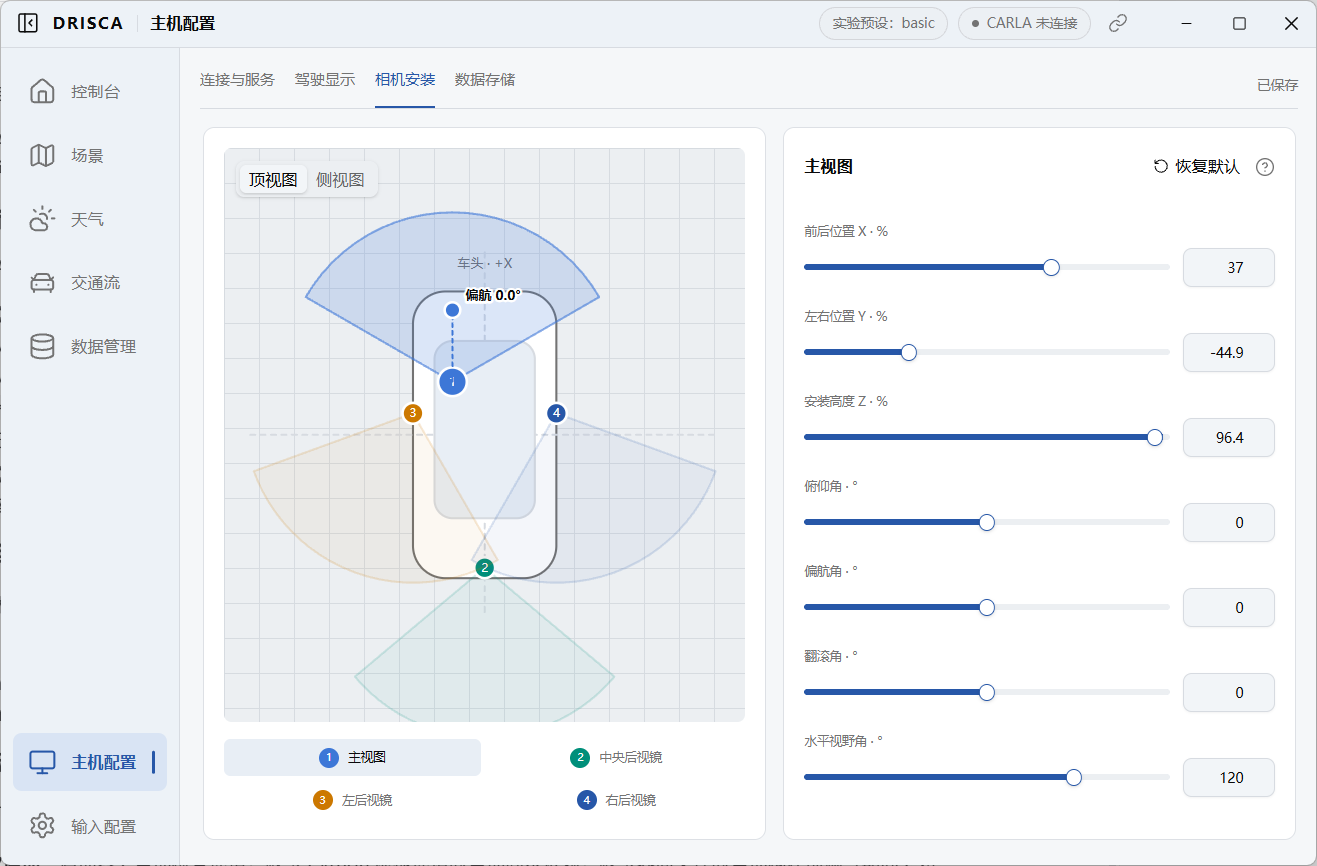 DRISCA 主机配置 实验预设：basic CARLA 未连接
控制台
场景
天气
交通流
数据管理
主机配置
输入配置
连接与服务 驾驶显示 相机安装 数据存储 已保存
顶视图 侧视图
车头 · +X
偏航 0.0°
1
3
4
2
1 主视图
2 中央后视镜
3 左后视镜
4 右后视镜
主视图 恢复默认 ?
前后位置 X · %
37
左右位置 Y · %
-44.9
安装高度 Z · %
96.4
俯仰角 · °
0
偏航角 · °
0
翻滚角 · °
0
水平视野角 · °
120